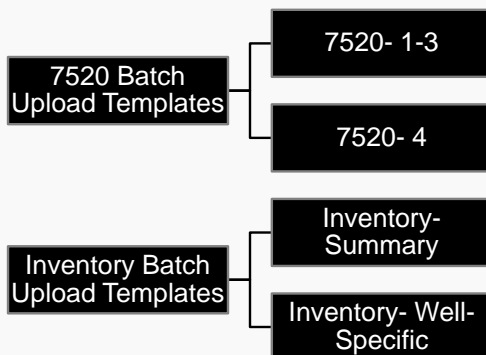 7520 Batch
Upload Templates
7520- 1-3
7520- 4
Inventory Batch
Upload Templates
Inventory-
Summary
Inventory- Well-
Specific